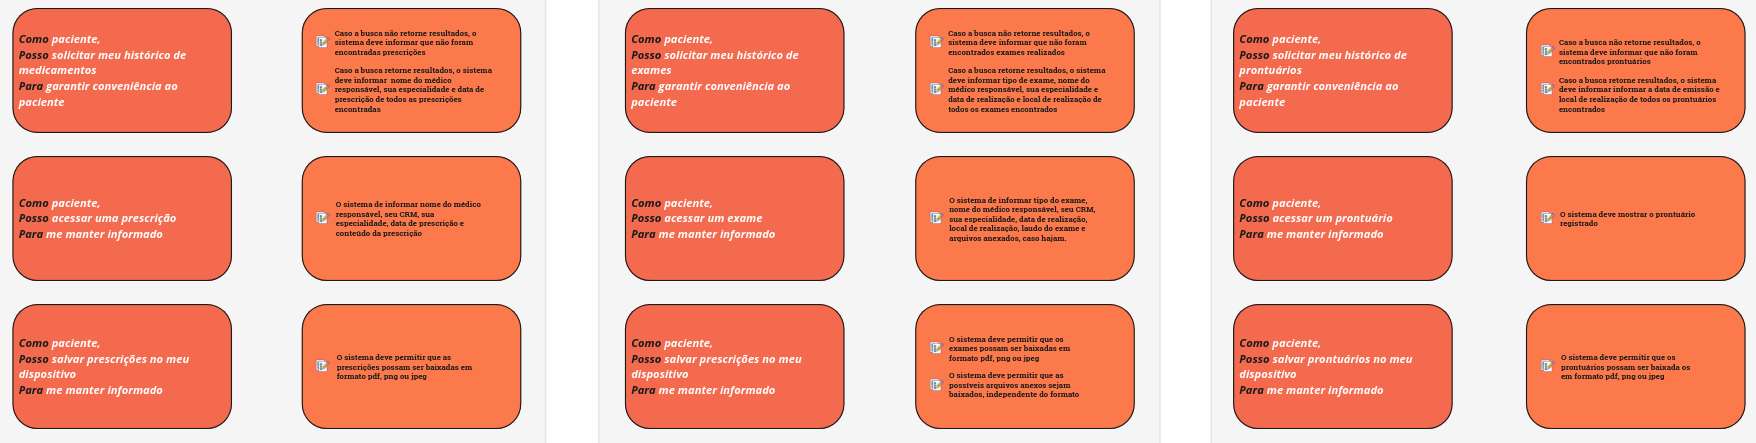 Como paciente,
Posso solicitar meu histórico de
medicamentos
Para garantir conveniência ao
paciente
Caso a busca não retorne resultados, o
sistema deve informar que não foram
encontradas prescrições
Caso a busca retorne resultados, o sistema
deve informar nome do médico
responsável, sua especialidade e data de
prescrição de todos as prescrições
encontradas
Como paciente,
Posso acessar uma prescrição
Para me manter informado
O sistema de informar nome do médico
responsável, seu CRM, sua
especialidade, data de prescrição e
conteúdo da prescrição
Como paciente,
Posso salvar prescrições no meu
dispositivo
Para me manter informado
O sistema deve permitir que as
prescrições possam ser baixadas em
formato pdf, png ou jpeg
Como paciente,
Posso solicitar meu histórico de
exames
Para garantir conveniência ao
paciente
Caso a busca não retorne resultados, o
sistema deve informar que não foram
encontrados exames realizados
Caso a busca retorne resultados, o sistema
deve informar tipo de exame, nome do
médico responsável, sua especialidade e
data de realização e local de realização de
todos os exames encontrados
Como paciente,
Posso acessar um exame
Para me manter informado
O sistema de informar tipo do exame,
nome do médico responsável, seu CRM,
sua especialidade, data de realização,
local de realização, laudo do exame e
arquivos anexados, caso hajam.
Como paciente,
Posso salvar prescrições no meu
dispositivo
Para me manter informado
O sistema deve permitir que os
exames possam ser baixadas em
formato pdf, png ou jpeg
O sistema deve permitir que as
possíveis arquivos anexos sejam
baixados, independente do formato
Como paciente,
Posso solicitar meu histórico de
prontuários
Para garantir conveniência ao
paciente
Caso a busca não retorne resultados, o
sistema deve informar que não foram
encontrados prontuários
Caso a busca retorne resultados, o sistema
deve informar informar a data de emissão e
local de realização de todos os prontuários
encontrados
Como paciente,
Posso acessar um prontuário
Para me manter informado
O sistema deve mostrar o prontuário
registrado
Como paciente,
Posso salvar prontuários no meu
dispositivo
Para me manter informado
O sistema deve permitir que os
prontuários possam ser baixada os
em formato pdf, png ou jpeg